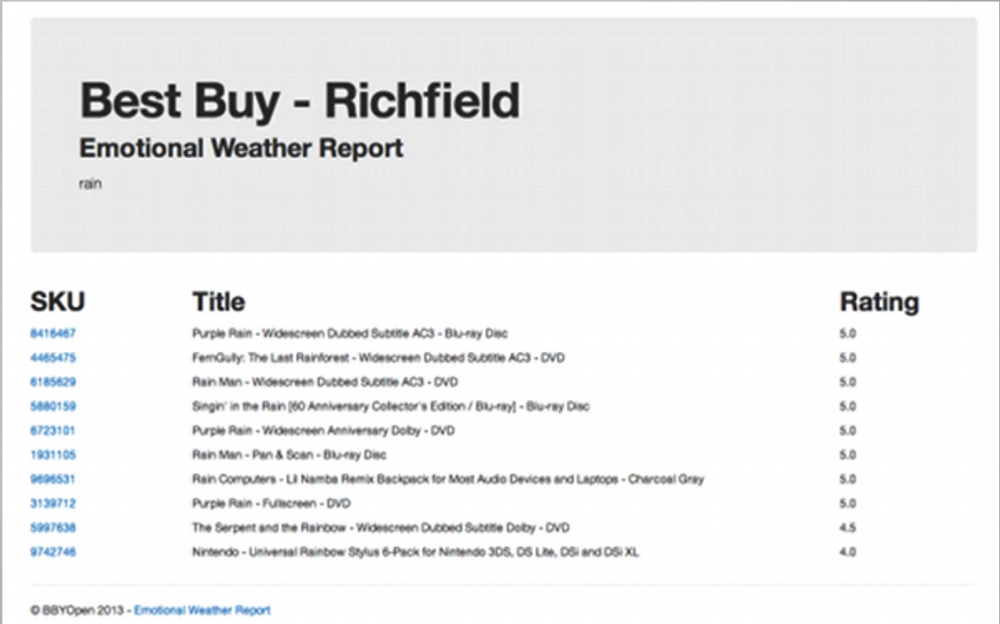 Best Buy - Richfield
Emotional Weather Report
rain
SKU Title Rating
8416467 Purple Rain - Widescreen Dubbed Subtitle AC3 - Blu-ray Disc 5.0
4465475 FernGully: The Last Rainforest - Widescreen Dubbed Subtitle AC3 - DVD 5.0
6185629 Rain Man - Widescreen Dubbed Subtitle AC3 - DVD 5.0
5880159 Singin' in the Rain [60 Anniversary Collector's Edition / Blu-ray] - Blu-ray Disc 5.0
6723101 Purple Rain - Widescreen Anniversary Dolby - DVD 5.0
1931105 Rain Man - Pan & Scan - Blu-ray Disc 5.0
9696531 Rain Computers - Lil Namba Remix Backpack for Most Audio Devices and Laptops - Charcoal Gray 5.0
3139712 Purple Rain - Fullscreen - DVD 5.0
5997638 The Serpent and the Rainbow - Widescreen Dubbed Subtitle Dolby - DVD 4.5
9742746 Nintendo - Universal Rainbow Stylus 6-Pack for Nintendo 3DS, DS Lite, DSi and DSi XL 4.0
© BBYOpen 2013 - Emotional Weather Report